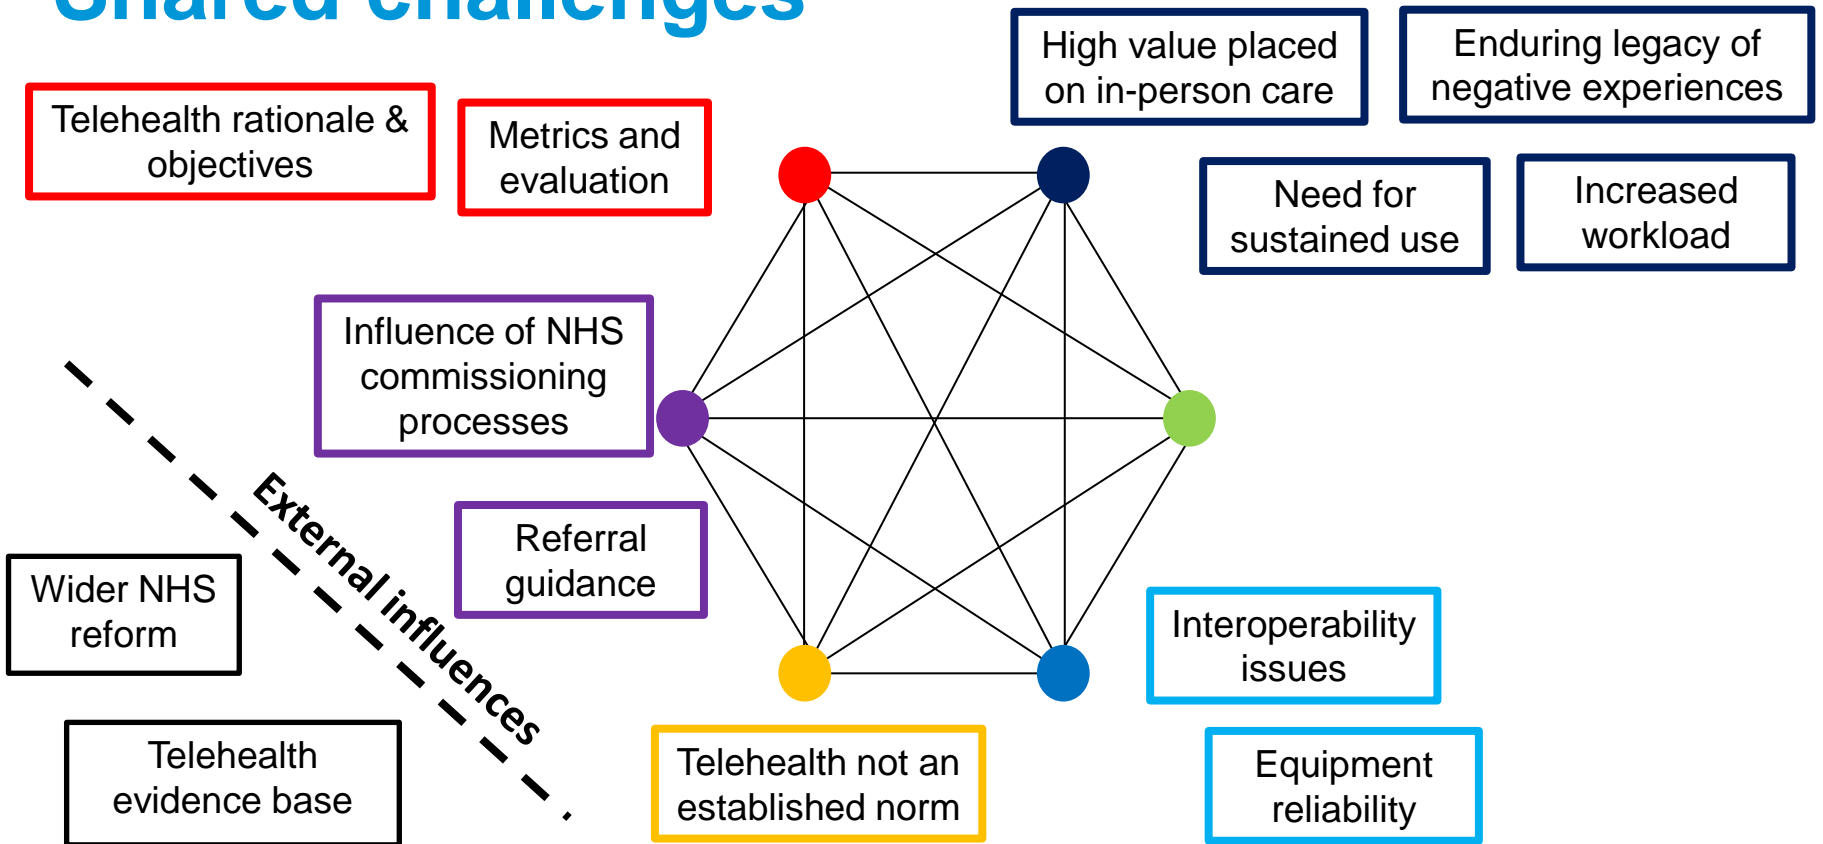 Shared challenges
High value placed
on in-person care
Enduring legacy of
negative experiences
Telehealth rationale &
objectives
Metrics and
evaluation
Need for
sustained use
Increased
workload
Influence of NHS
commissioning
processes
External influences
Referral
guidance
Wider NHS
reform
Interoperability
issues
Telehealth
evidence base
Telehealth not an
established norm
Equipment
reliability